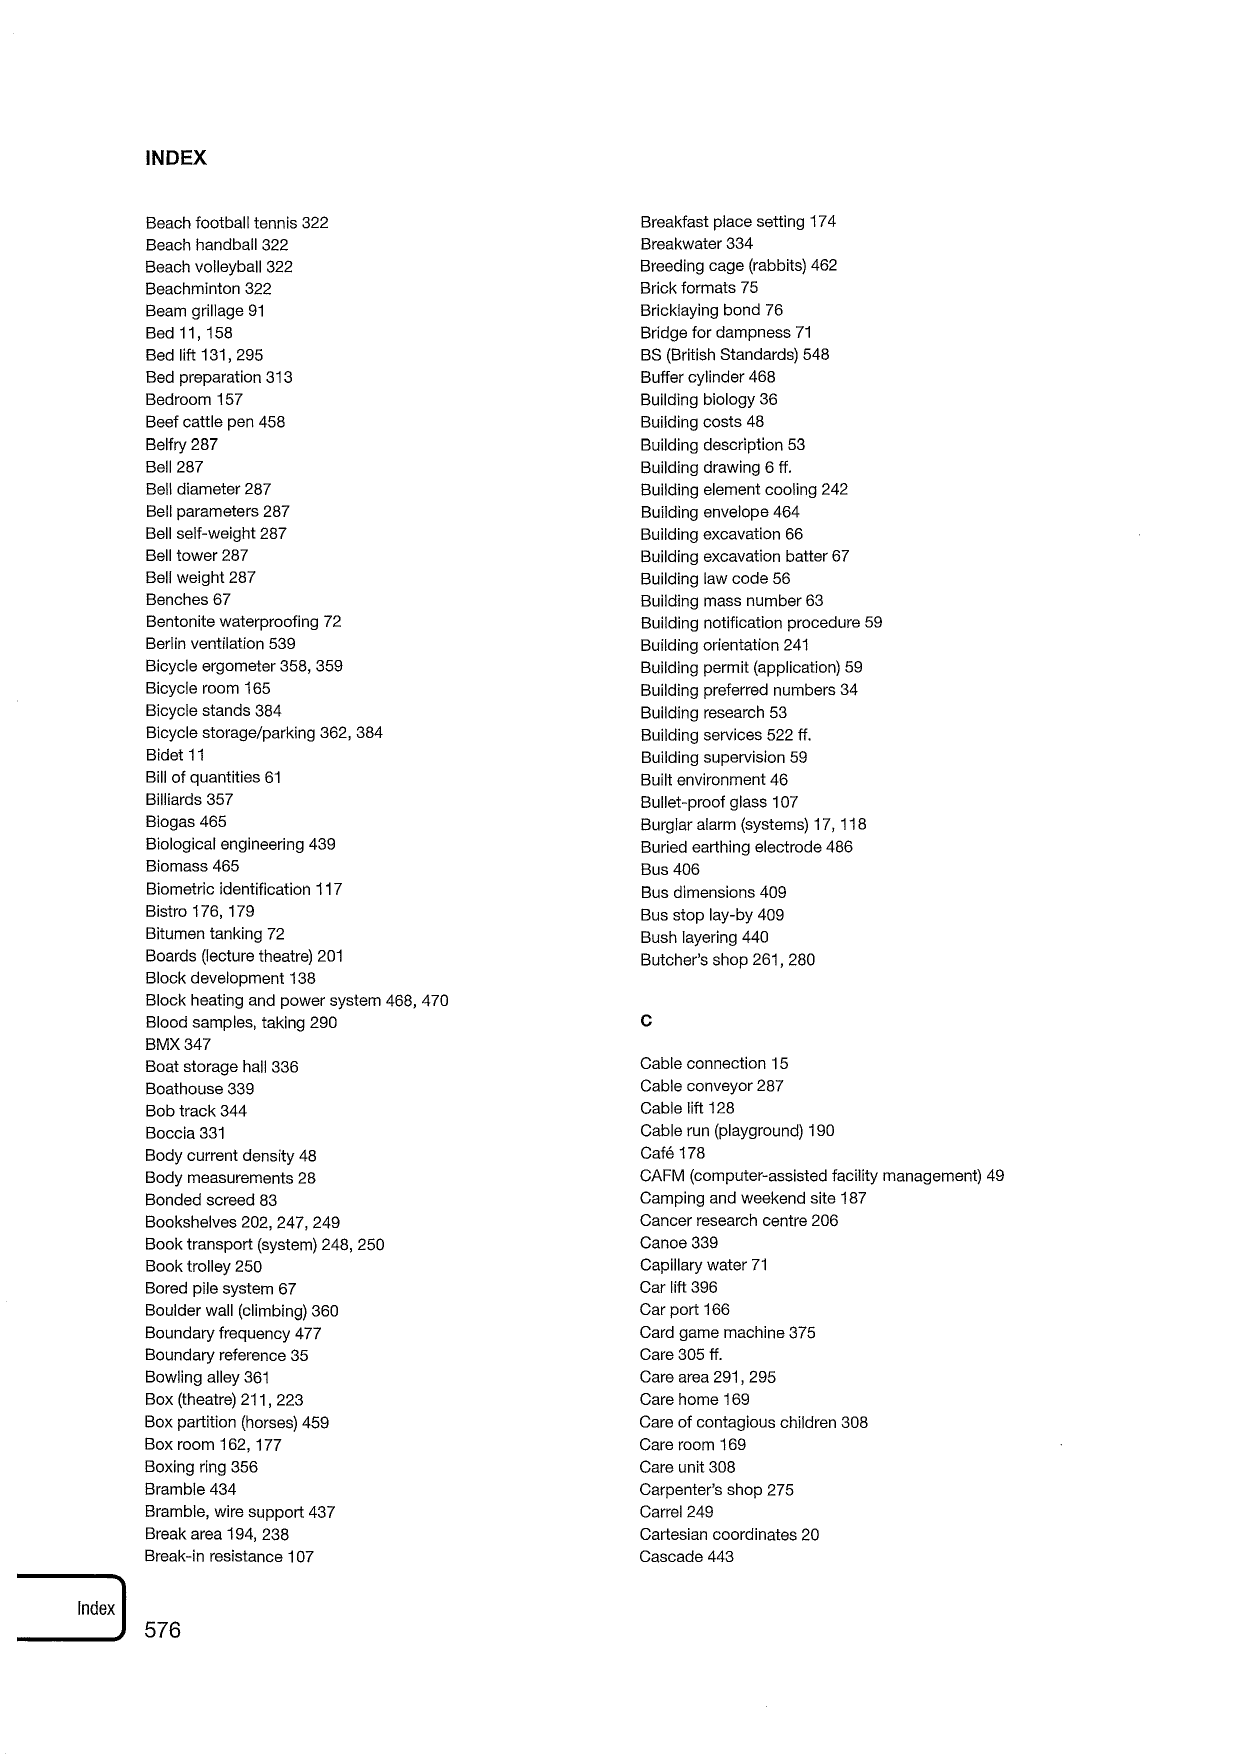 INDEX
Beach football tennis 322
Beach handball 322
Beach volleyball 322
Beachminton 322
Beam grillage 91
Bed 11, 158
Bed lift 131, 295
Bed preparation 313
Bedroom 157
Beef cattle pen 458
Belfry 287
Bell 287
Bell diameter 287
Bell parameters 287
Bell self-weight 287
Bell tower 287
Bell weight 287
Benches 67
Bentonite waterproofing 72
Berlin ventilation 539
Bicycle ergometer 358, 359
Bicycle room 165
Bicycle stands 384
Bicycle storage/parking 362, 384
Bidet 11
Bill of quantities 61
Billiards 357
Biogas 465
Biological engineering 439
Biomass 465
Biometric identification 117
Bistro 176, 179
Bitumen tanking 72
Boards (lecture theatre) 201
Block development 138
Block heating and power system 468, 470
Blood samples, taking 290
BMX 347
Boat storage hall 336
Boathouse 339
Bob track 344
Boccia 331
Body current density 48
Body measurements 28
Bonded screed 83
Bookshelves 202, 247, 249
Book transport (system) 248, 250
Book trolley 250
Bored pile system 67
Boulder wall (climbing) 360
Boundary frequency 477
Boundary reference 35
Bowling alley 361
Box (theatre) 211, 223
Box partition (horses) 459
Box room 162, 177
Boxing ring 356
Bramble 434
Bramble, wire support 437
Break area 194, 238
Break-in resistance 107
Breakfast place setting 174
Breakwater 334
Breeding cage (rabbits) 462
Brick formats 75
Bricklaying bond 76
Bridge for dampness 71
BS (British Standards) 548
Buffer cylinder 468
Building biology 36
Building costs 48
Building description 53
Building drawing 6 ff.
Building element cooling 242
Building envelope 464
Building excavation 66
Building excavation batter 67
Building law code 56
Building mass number 63
Building notification procedure 59
Building orientation 241
Building permit (application) 59
Building preferred numbers 34
Building research 53
Building services 522 ff.
Building supervision 59
Built environment 46
Bullet-proof glass 107
Burglar alarm (systems) 17, 118
Buried earthing electrode 486
Bus 406
Bus dimensions 409
Bus stop lay-by 409
Bush layering 440
Butcher's shop 261, 280
C
Cable connection 15
Cable conveyor 287
Cable lift 128
Cable run (playground) 190
Café 178
CAFM (computer-assisted facility management) 49
Camping and weekend site 187
Cancer research centre 206
Canoe 339
Capillary water 71
Car lift 396
Car port 166
Card game machine 375
Care 305 ff.
Care area 291, 295
Care home 169
Care of contagious children 308
Care room 169
Care unit 308
Carpenter's shop 275
Carrel 249
Cartesian coordinates 20
Cascade 443
Index
576